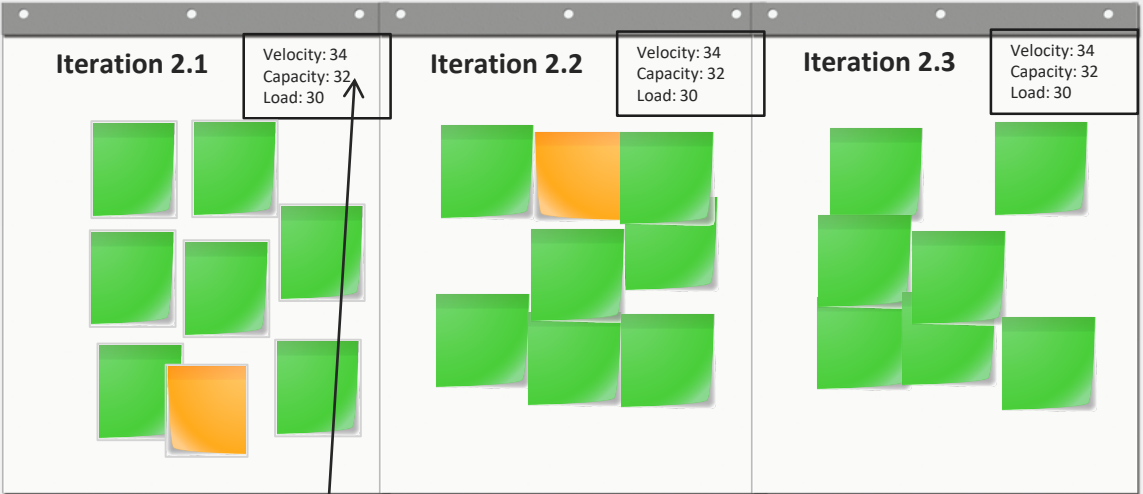 Iteration 2.1
Velocity: 34
Capacity: 32
Load: 30
Iteration 2.2
Velocity: 34
Capacity: 32
Load: 30
Iteration 2.3
Velocity: 34
Capacity: 32
Load: 30